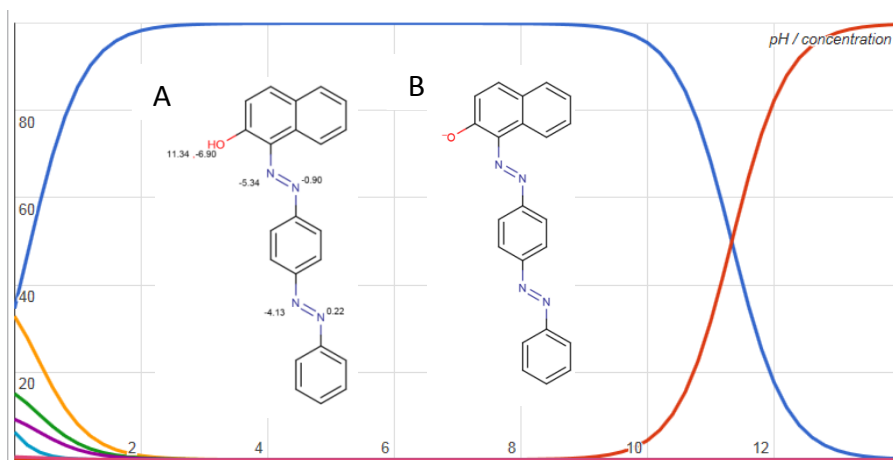 pH / concentration
A
B
80
60
40
20
HO
11.34 ,-6.90
-5.34
N
N
-0.90
-4.13
N
N
0.22
⁻O
N
N
N
N
2
4
6
8
10
12